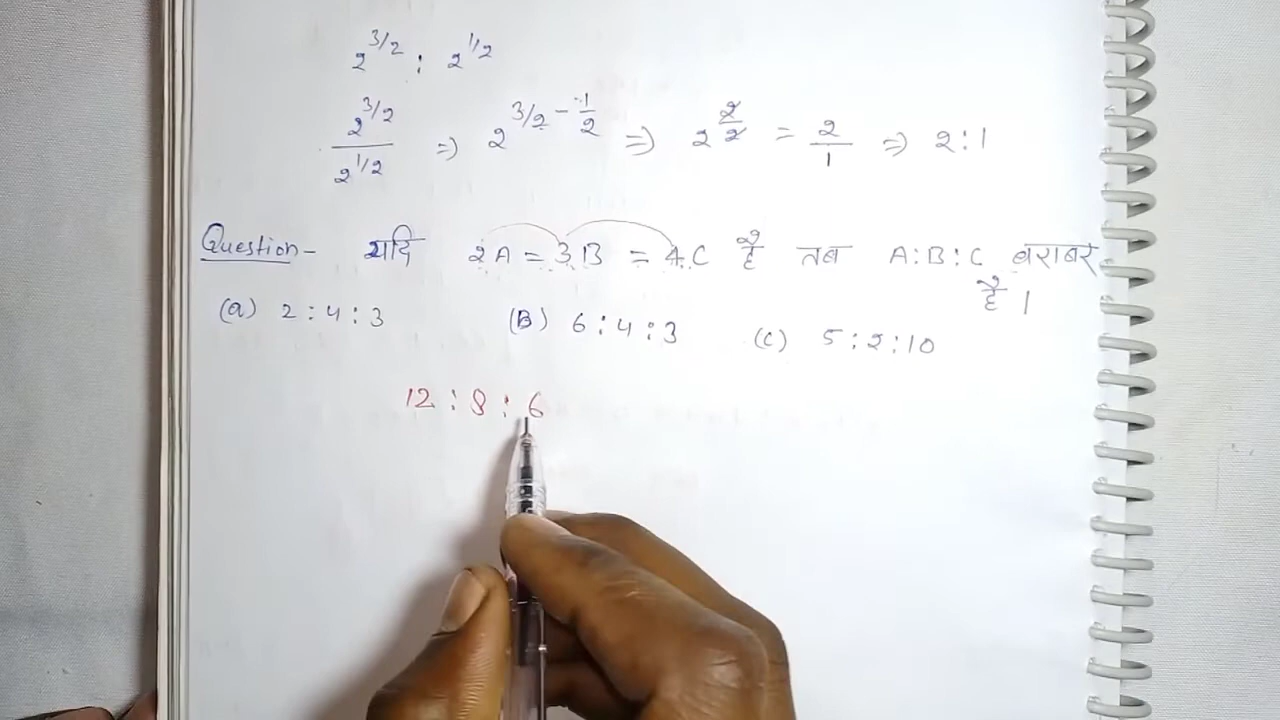 2^3/2 : 2^1/2
2^3/2 / 2^1/2 => 2^3/2 - 1/2 => 2^2/2 = 2/1 => 2:1
Question- यदि 2A = 3B = 4C है तब A:B:C बराबर
है।
(a) 2:4:3 (B) 6:4:3 (C) 5:2:10
12:8:6